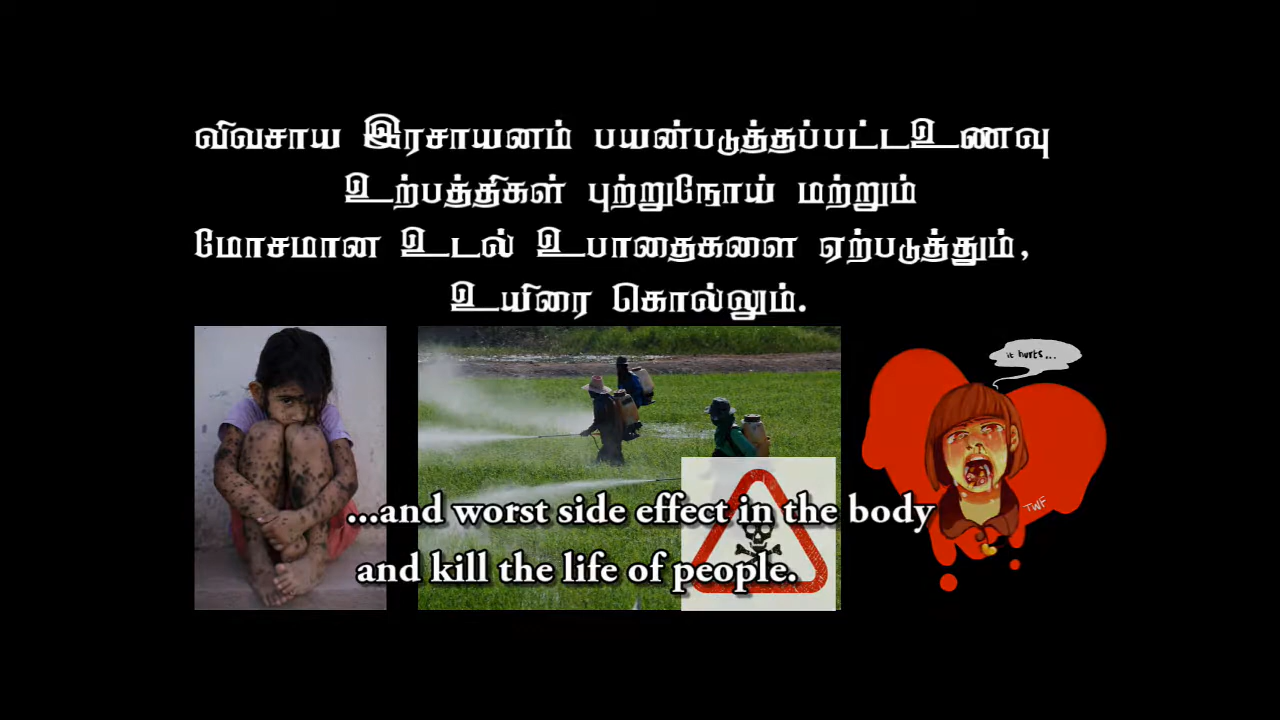 விவசாய இரசாயனம் பயன்படுத்தப்பட்டஉணவு
உற்பத்திகள் புற்றுநோய் மற்றும்
மோசமான உடல் உபாதைகளை ஏற்படுத்தும்,
உயிரை கொல்லும்.
it hurts...
TWF
...and worst side effect in the body
and kill the life of people.